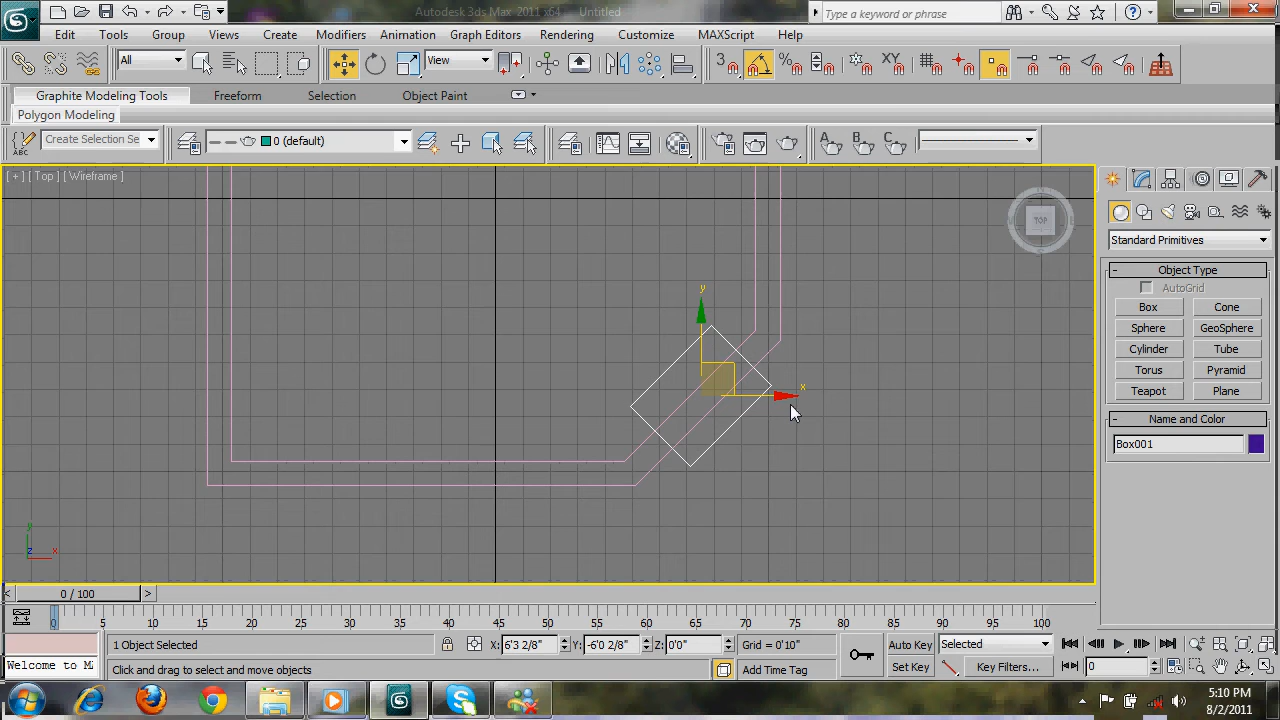 Autodesk 3ds Max 2011 x64 Untitled
Type a keyword or phrase
Edit Tools Group Views Create Modifiers Animation Graph Editors Rendering Customize MAXScript Help
All View 3 % XY
Graphite Modeling Tools Freeform Selection Object Paint
Polygon Modeling
ABC Create Selection Se 0 (default) A B C
[ + ] [ Top ] [ Wireframe ]
TOP
Standard Primitives
Object Type
AutoGrid
Box Cone
Sphere GeoSphere
Cylinder Tube
Torus Pyramid
Teapot Plane
Name and Color
Box001
y
x
y
z
x
0 / 100
0 5 10 15 20 25 30 35 40 45 50 55 60 65 70 75 80 85 90 95 100
1 Object Selected X: 6'3 2/8" Y: -6'0 2/8" Z: 0'0" Grid = 0'10" Auto Key Selected
Welcome to M Click and drag to select and move objects Add Time Tag Set Key Key Filters... 0
5:10 PM
8/2/2011